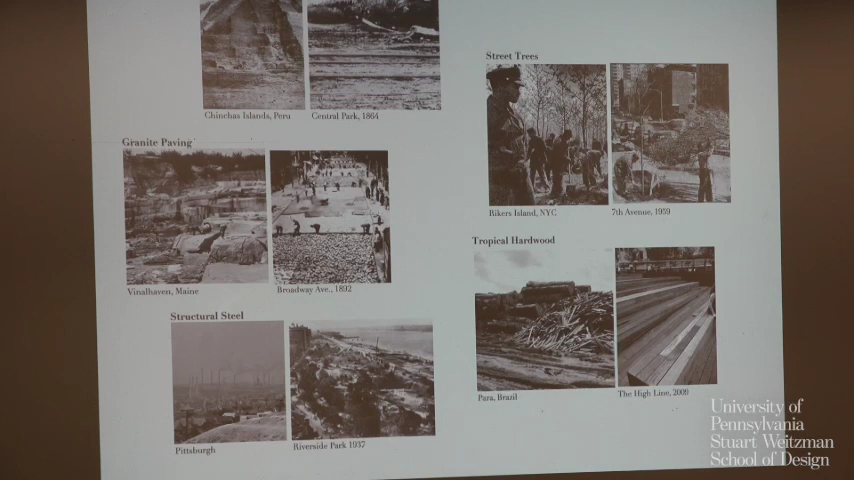 Chinchas Islands, Peru
Central Park, 1864
Granite Paving
Vinalhaven, Maine
Broadway Ave., 1892
Structural Steel
Pittsburgh
Riverside Park 1937
Street Trees
Rikers Island, NYC
7th Avenue, 1959
Tropical Hardwood
Para, Brazil
The High Line, 2009
University of
Pennsylvania
Stuart Weitzman
School of Design